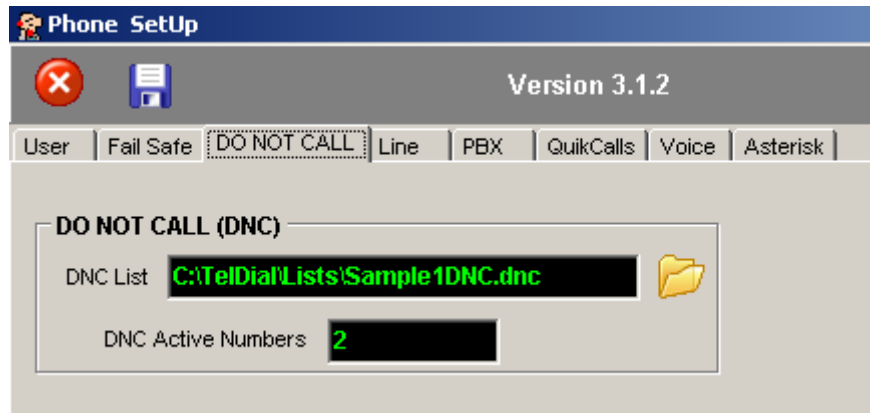 Phone SetUp
Version 3.1.2
User Fail Safe DO NOT CALL Line PBX QuikCalls Voice Asterisk
DO NOT CALL (DNC)
DNC List C:\TelDial\Lists\Sample1DNC.dnc
DNC Active Numbers 2